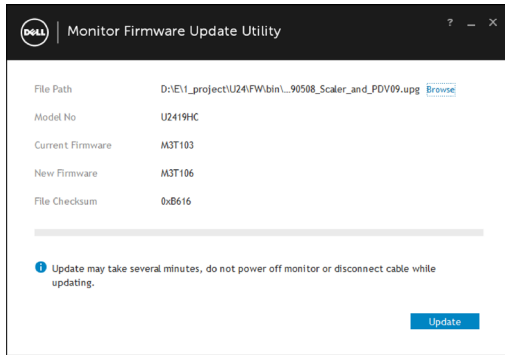 DELL
Monitor Firmware Update Utility
? _ ×
File Path D:\E\1_project\U24\FW\bin\...90508_Scaler_and_PDV09.upg Browse
Model No U2419HC
Current Firmware M3T103
New Firmware M3T106
File Checksum 0xB616
Update may take several minutes, do not power off monitor or disconnect cable while
updating.
Update